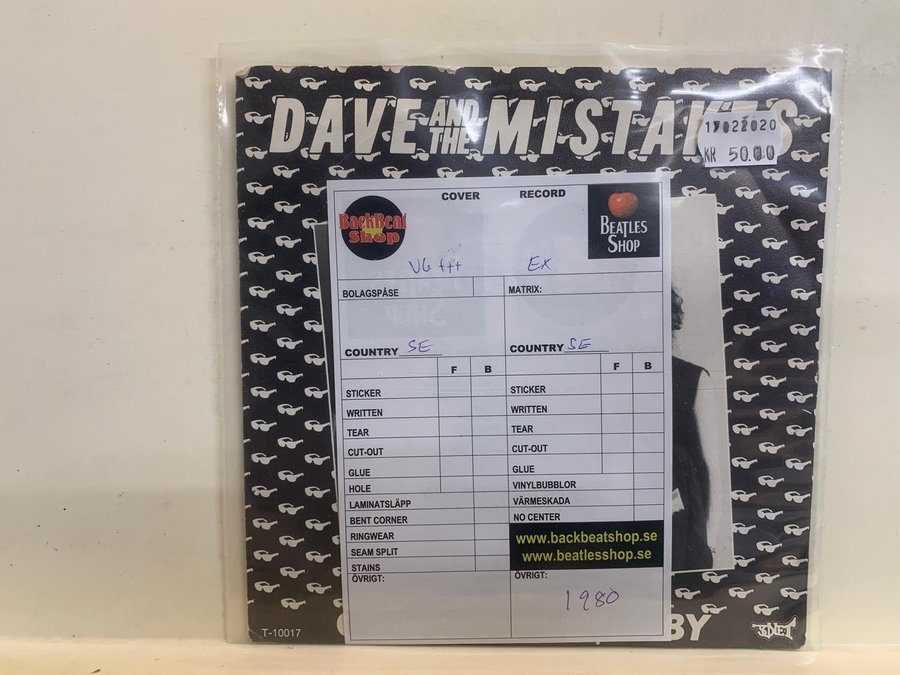 DAVE AND THE MISTAKES
17022020
KR 50.00
COVER RECORD
BackBeat Shop
BEATLES SHOP
VG +++ EX
BOLAGSPÅSE MATRIX:
COUNTRY SE COUNTRY SE
F B F B
STICKER STICKER
WRITTEN WRITTEN
TEAR TEAR
CUT-OUT CUT-OUT
GLUE GLUE
HOLE VINYLBUBBLOR
LAMINATSLÄPP VÄRMESKADA
BENT CORNER NO CENTER
RINGWEAR
SEAM SPLIT
STAINS
www.backbeatshop.se
www.beatlesshop.se
ÖVRIGT: ÖVRIGT:
1980
T-10017
BY